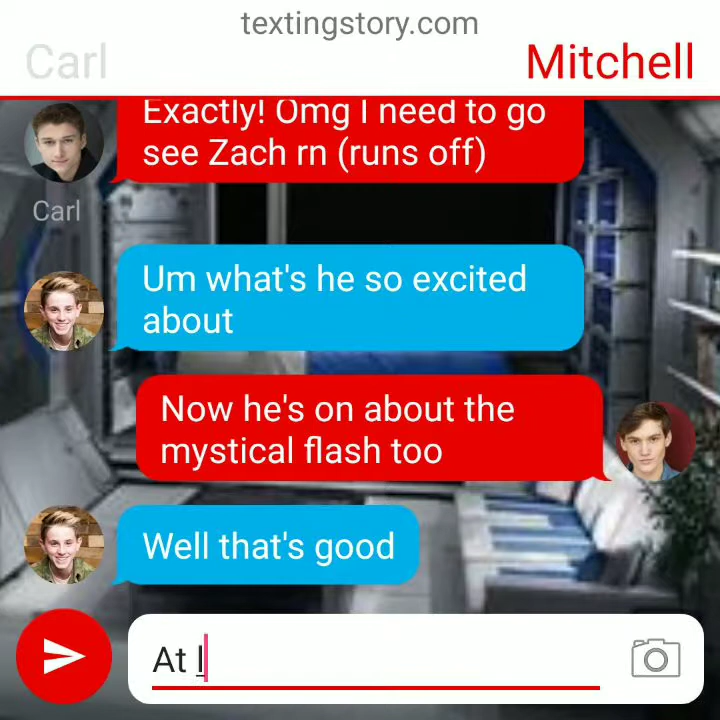 textingstory.com
Carl
Mitchell
Exactly! Omg I need to go
see Zach rn (runs off)
Carl
Um what's he so excited
about
Now he's on about the
mystical flash too
Well that's good
At l